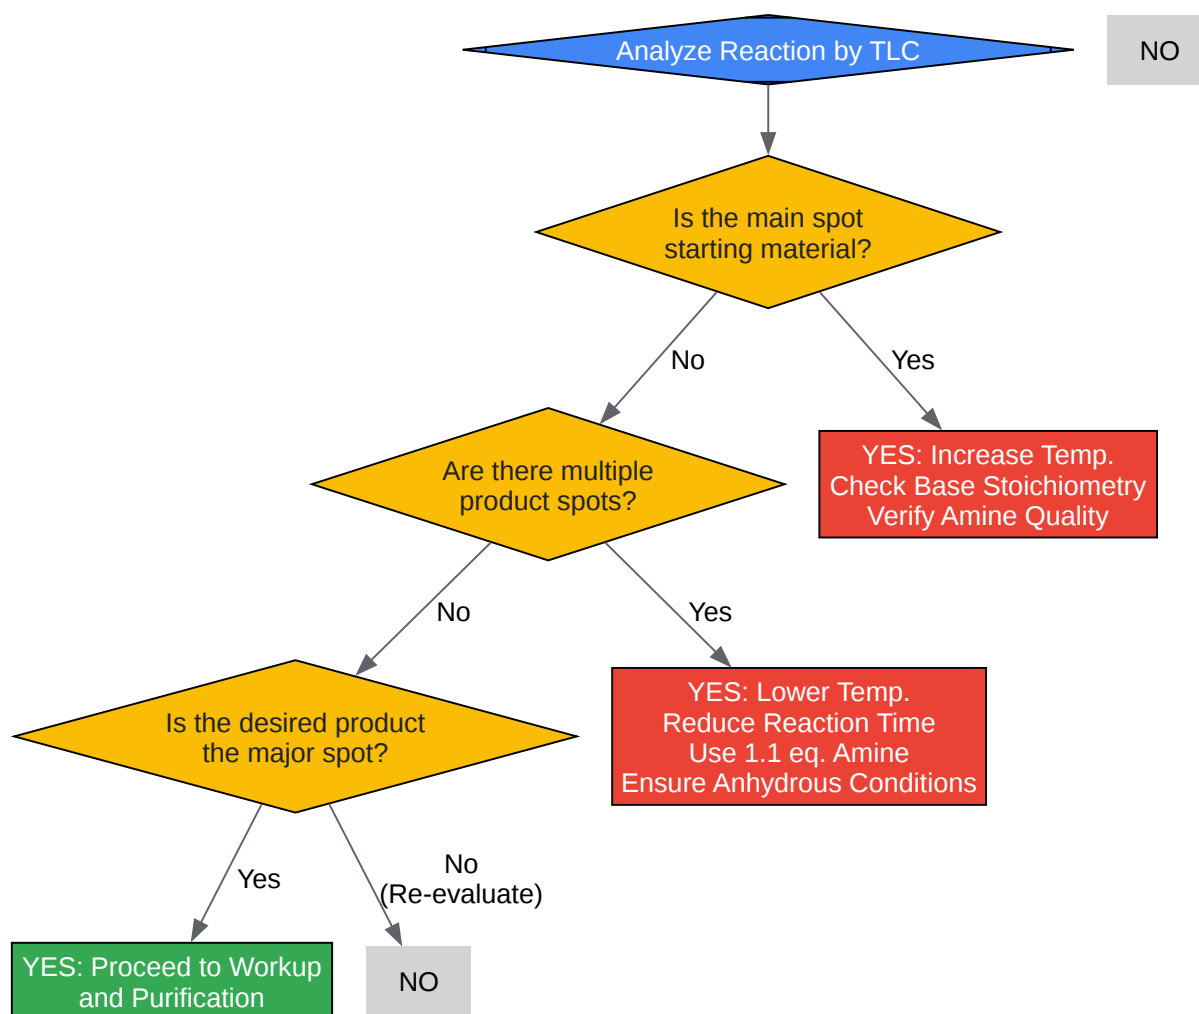 Analyze Reaction by TLC
NO
Is the main spot
starting material?
No
Yes
YES: Increase Temp.
Check Base Stoichiometry
Verify Amine Quality
Are there multiple
product spots?
No
Yes
YES: Lower Temp.
Reduce Reaction Time
Use 1.1 eq. Amine
Ensure Anhydrous Conditions
Is the desired product
the major spot?
Yes
No
(Re-evaluate)
YES: Proceed to Workup
and Purification
NO